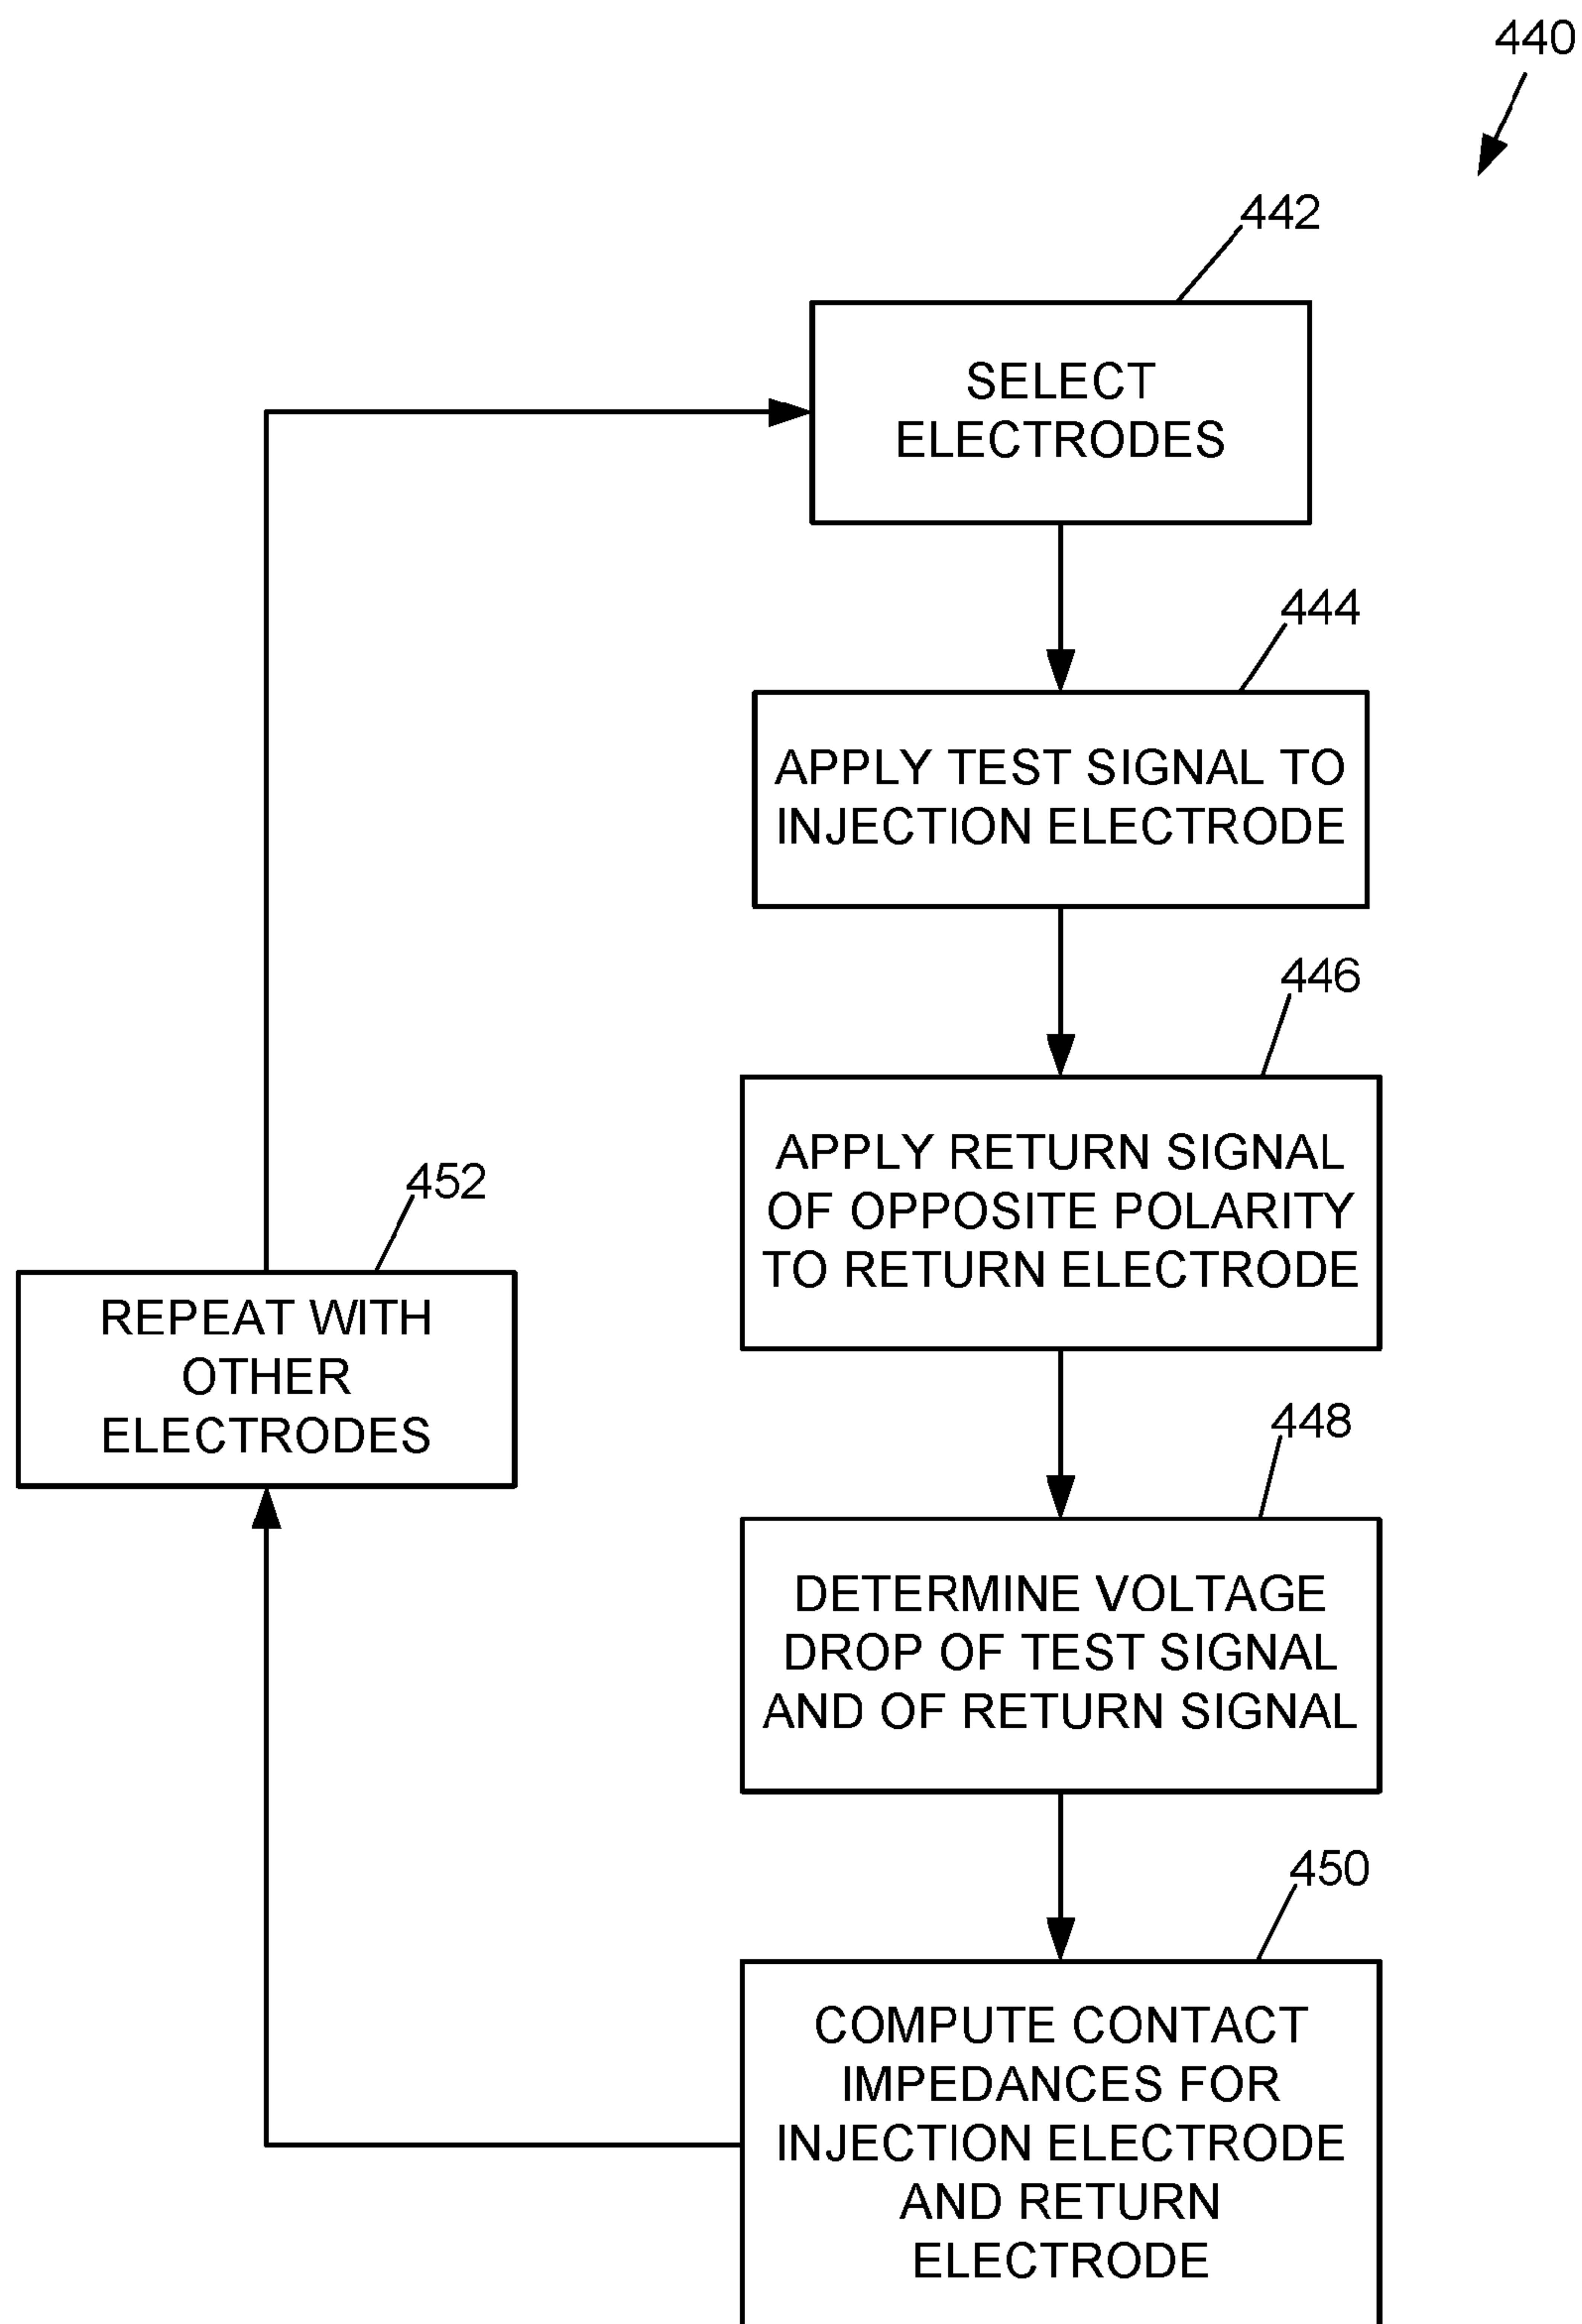 440
442
SELECT
ELECTRODES
444
APPLY TEST SIGNAL TO
INJECTION ELECTRODE
446
APPLY RETURN SIGNAL
OF OPPOSITE POLARITY
TO RETURN ELECTRODE
452
REPEAT WITH
OTHER
ELECTRODES
448
DETERMINE VOLTAGE
DROP OF TEST SIGNAL
AND OF RETURN SIGNAL
450
COMPUTE CONTACT
IMPEDANCES FOR
INJECTION ELECTRODE
AND RETURN
ELECTRODE